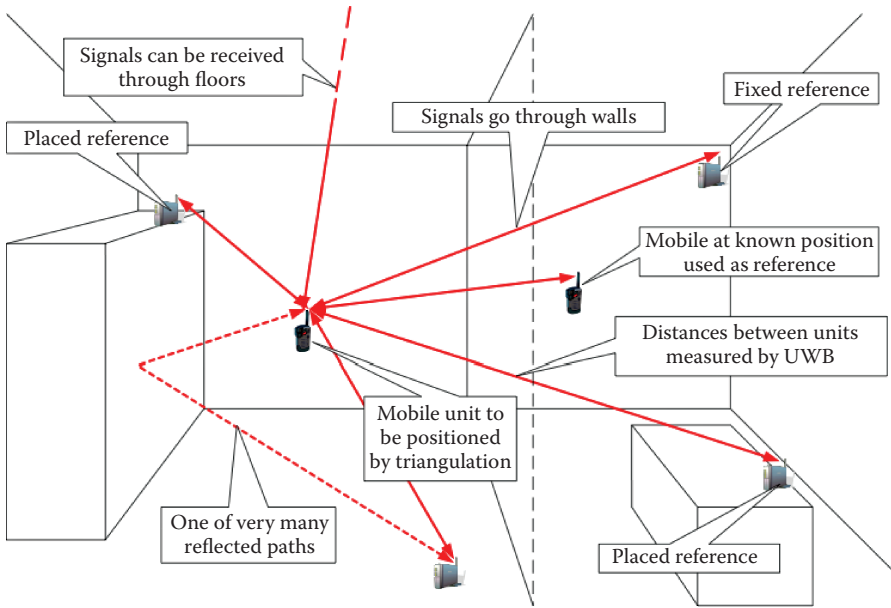 Signals can be received
through floors
Fixed reference
Placed reference
Signals go through walls
Mobile at known position
used as reference
Distances between units
measured by UWB
Mobile unit to
be positioned
by triangulation
One of very many
reflected paths
Placed reference